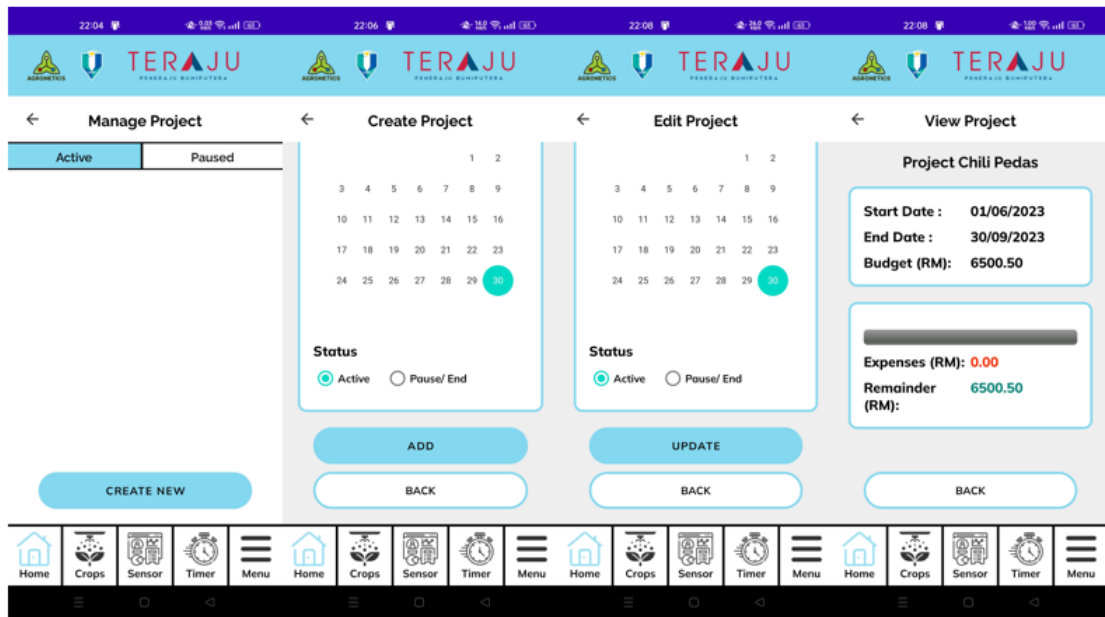 22:04
AGRONETICS
TERAJU
PENERAJU BUMIPUTERA
Manage Project
Active Paused
CREATE NEW
Home Crops Sensor Timer Menu
22:06
AGRONETICS
TERAJU
PENERAJU BUMIPUTERA
Create Project
1 2
3 4 5 6 7 8 9
10 11 12 13 14 15 16
17 18 19 20 21 22 23
24 25 26 27 28 29 30
Status
Active Pause/ End
ADD
BACK
Home Crops Sensor Timer Menu
22:08
AGRONETICS
TERAJU
PENERAJU BUMIPUTERA
Edit Project
1 2
3 4 5 6 7 8 9
10 11 12 13 14 15 16
17 18 19 20 21 22 23
24 25 26 27 28 29 30
Status
Active Pause/ End
UPDATE
BACK
Home Crops Sensor Timer Menu
22:08
AGRONETICS
TERAJU
PENERAJU BUMIPUTERA
View Project
Project Chili Pedas
Start Date : 01/06/2023
End Date : 30/09/2023
Budget (RM): 6500.50
Expenses (RM): 0.00
Remainder 6500.50
(RM):
BACK
Home Crops Sensor Timer Menu